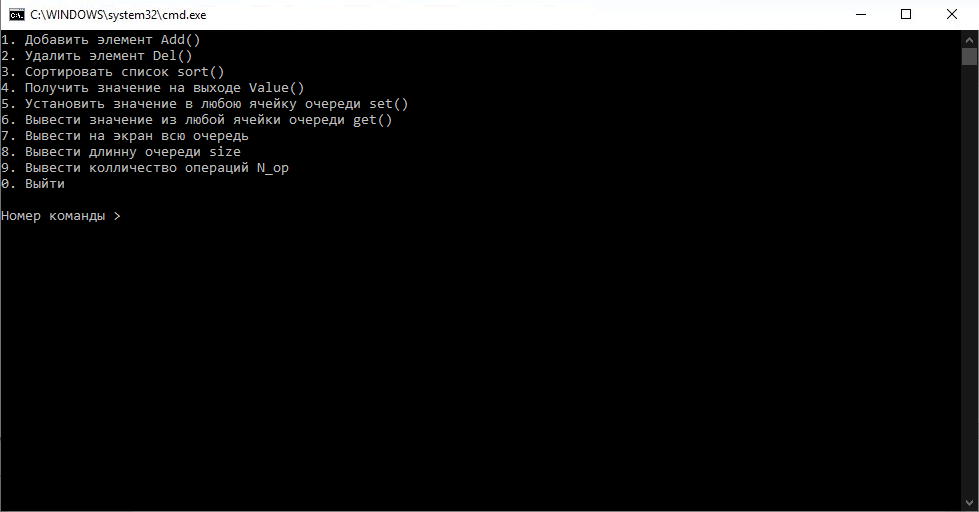 C:\WINDOWS\system32\cmd.exe
1. Добавить элемент Add()
2. Удалить элемент Del()
3. Сортировать список sort()
4. Получить значение на выходе Value()
5. Установить значение в любою ячейку очереди set()
6. Вывести значение из любой ячейки очереди get()
7. Вывести на экран всю очередь
8. Вывести длинну очереди size
9. Вывести колличество операций N_op
0. Выйти
Номер команды >